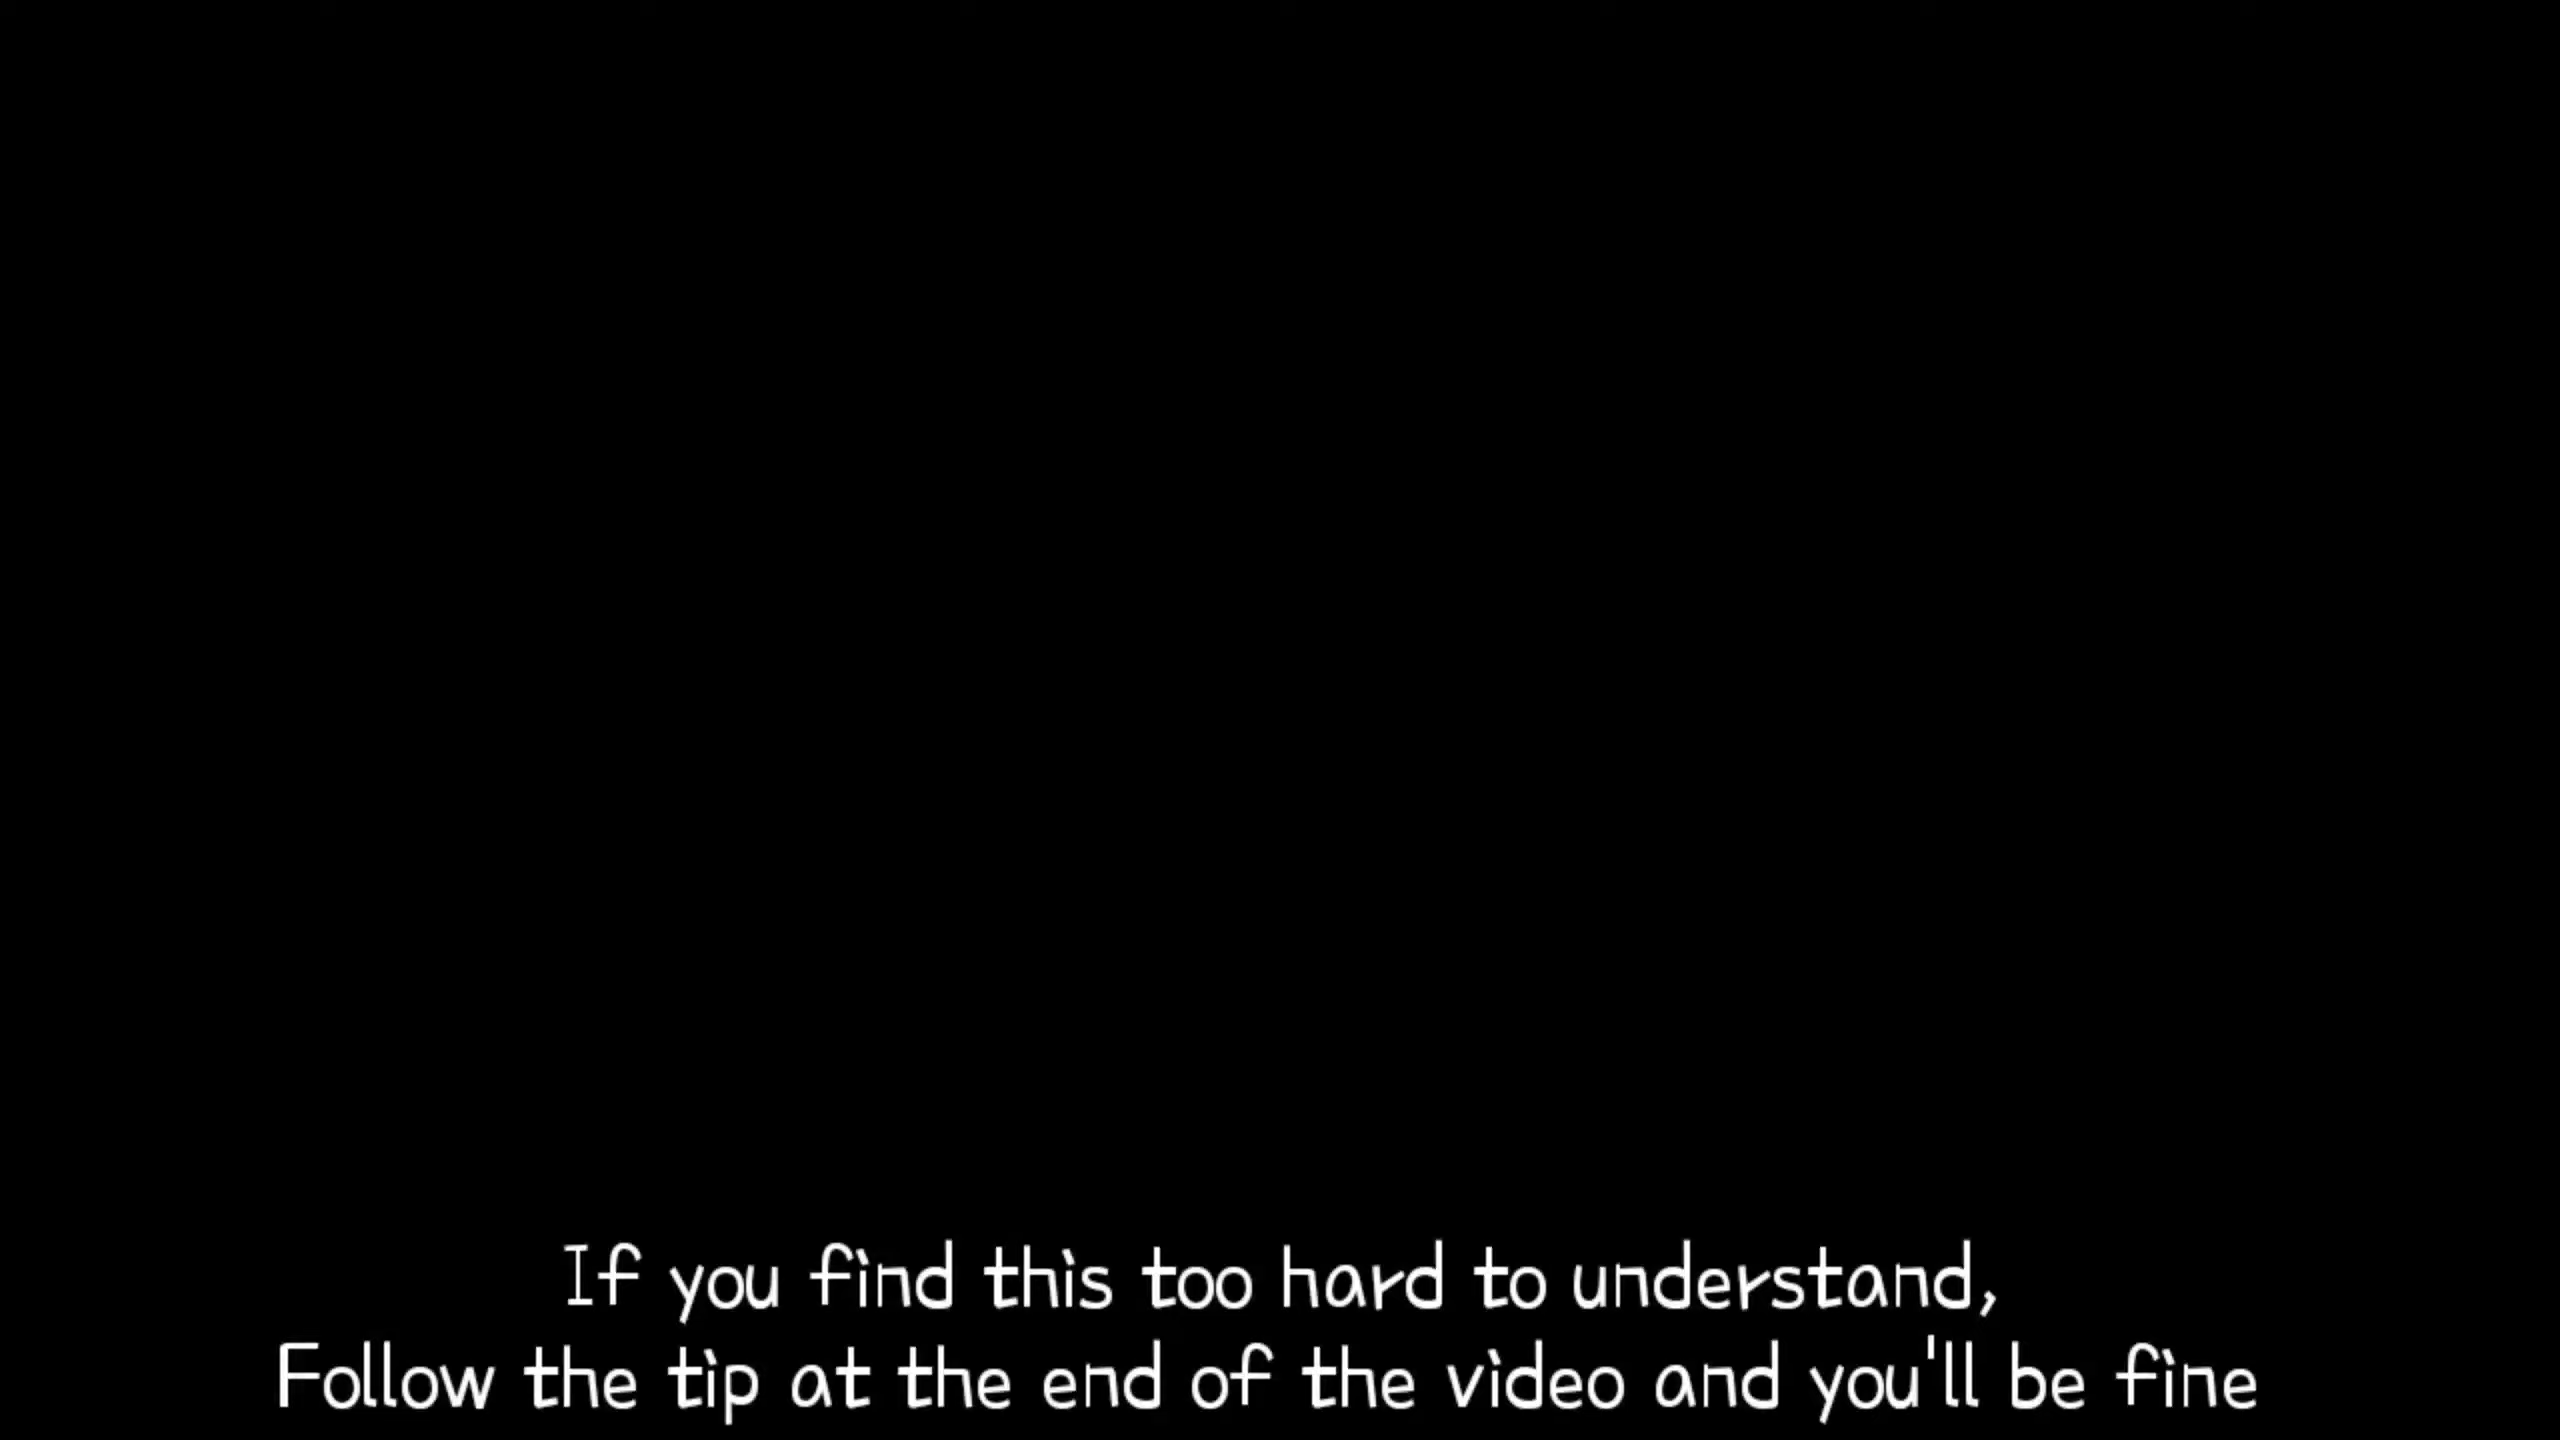 If you find this too hard to understand,
Follow the tip at the end of the video and you'll be fine